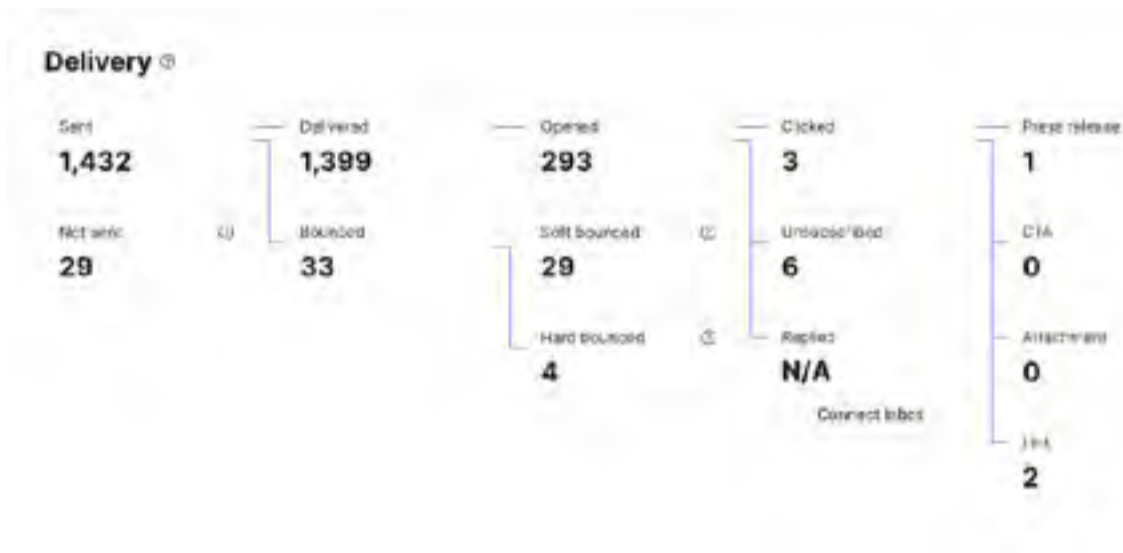 Delivery
Sent
1,432
Not sent
29
Delivered
1,399
Bounced
33
Opened
293
Soft bounced
29
Hard bounced
4
Clicked
3
Unsubscribed
6
Replied
N/A
Connect Inbox
Press release
1
CTA
0
Attachment
0
Link
2